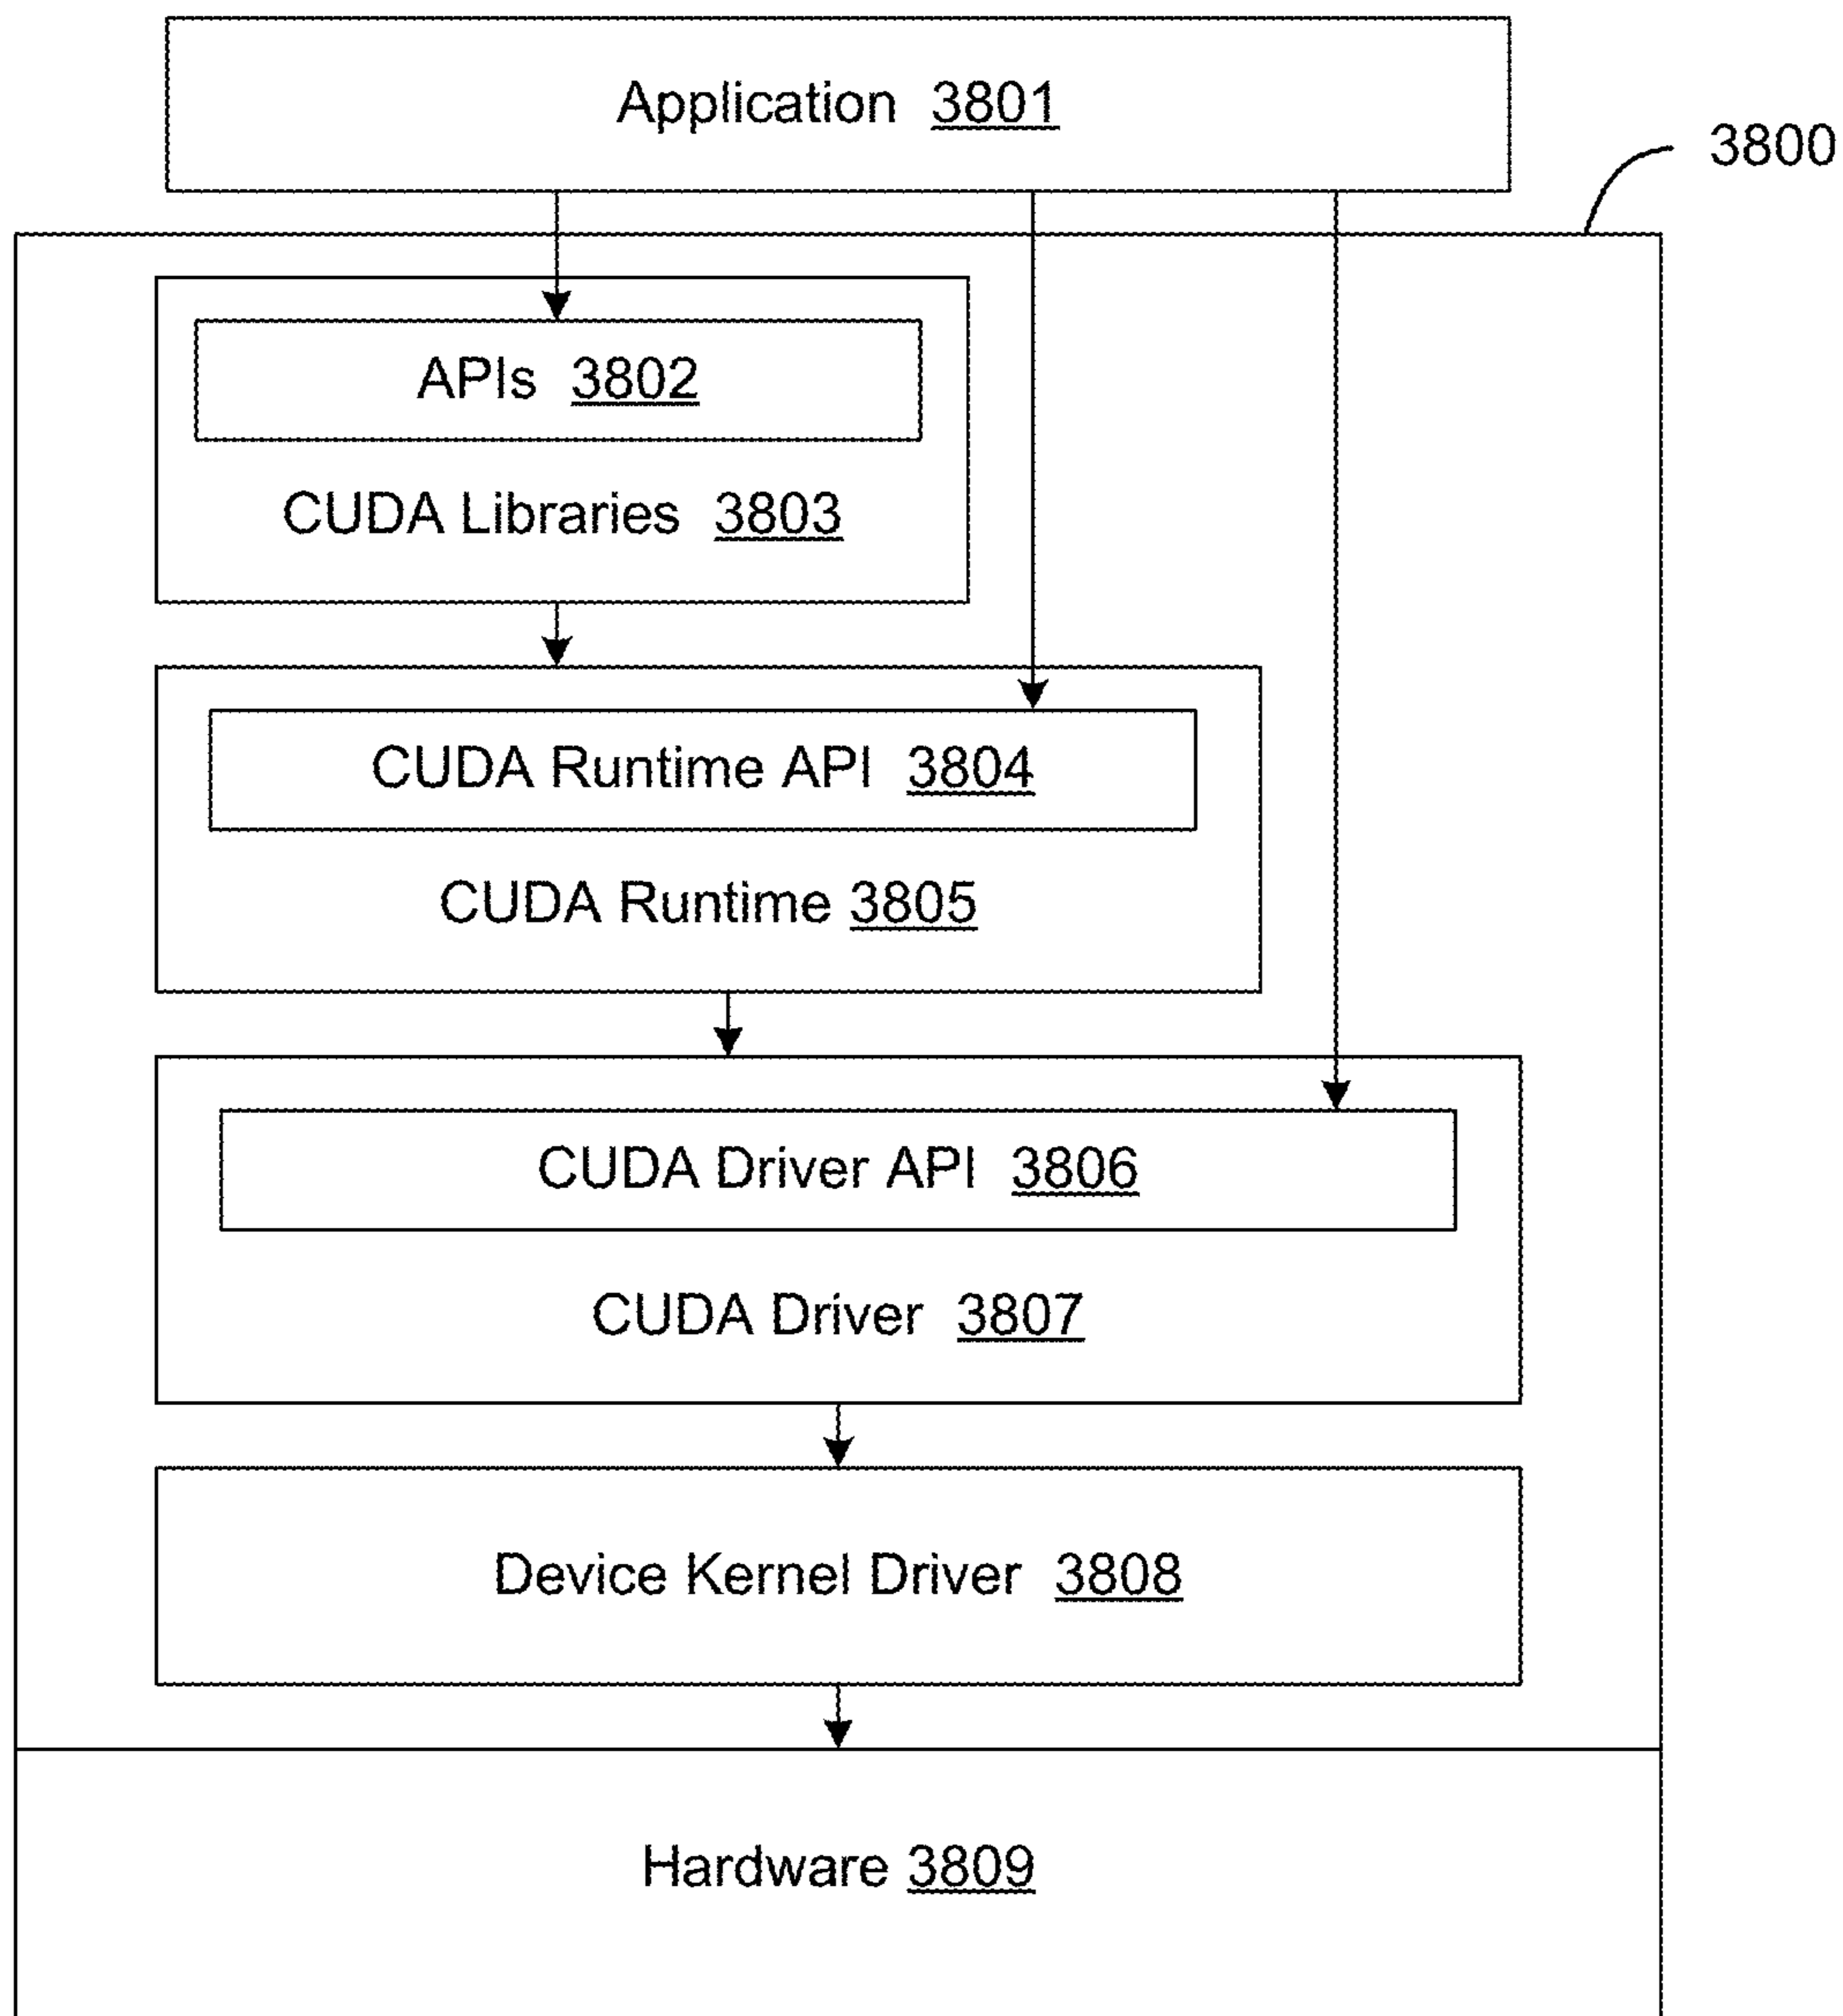 Application 3801
3800
APIs 3802
CUDA Libraries 3803
CUDA Runtime API 3804
CUDA Runtime 3805
CUDA Driver API 3806
CUDA Driver 3807
Device Kernel Driver 3808
Hardware 3809